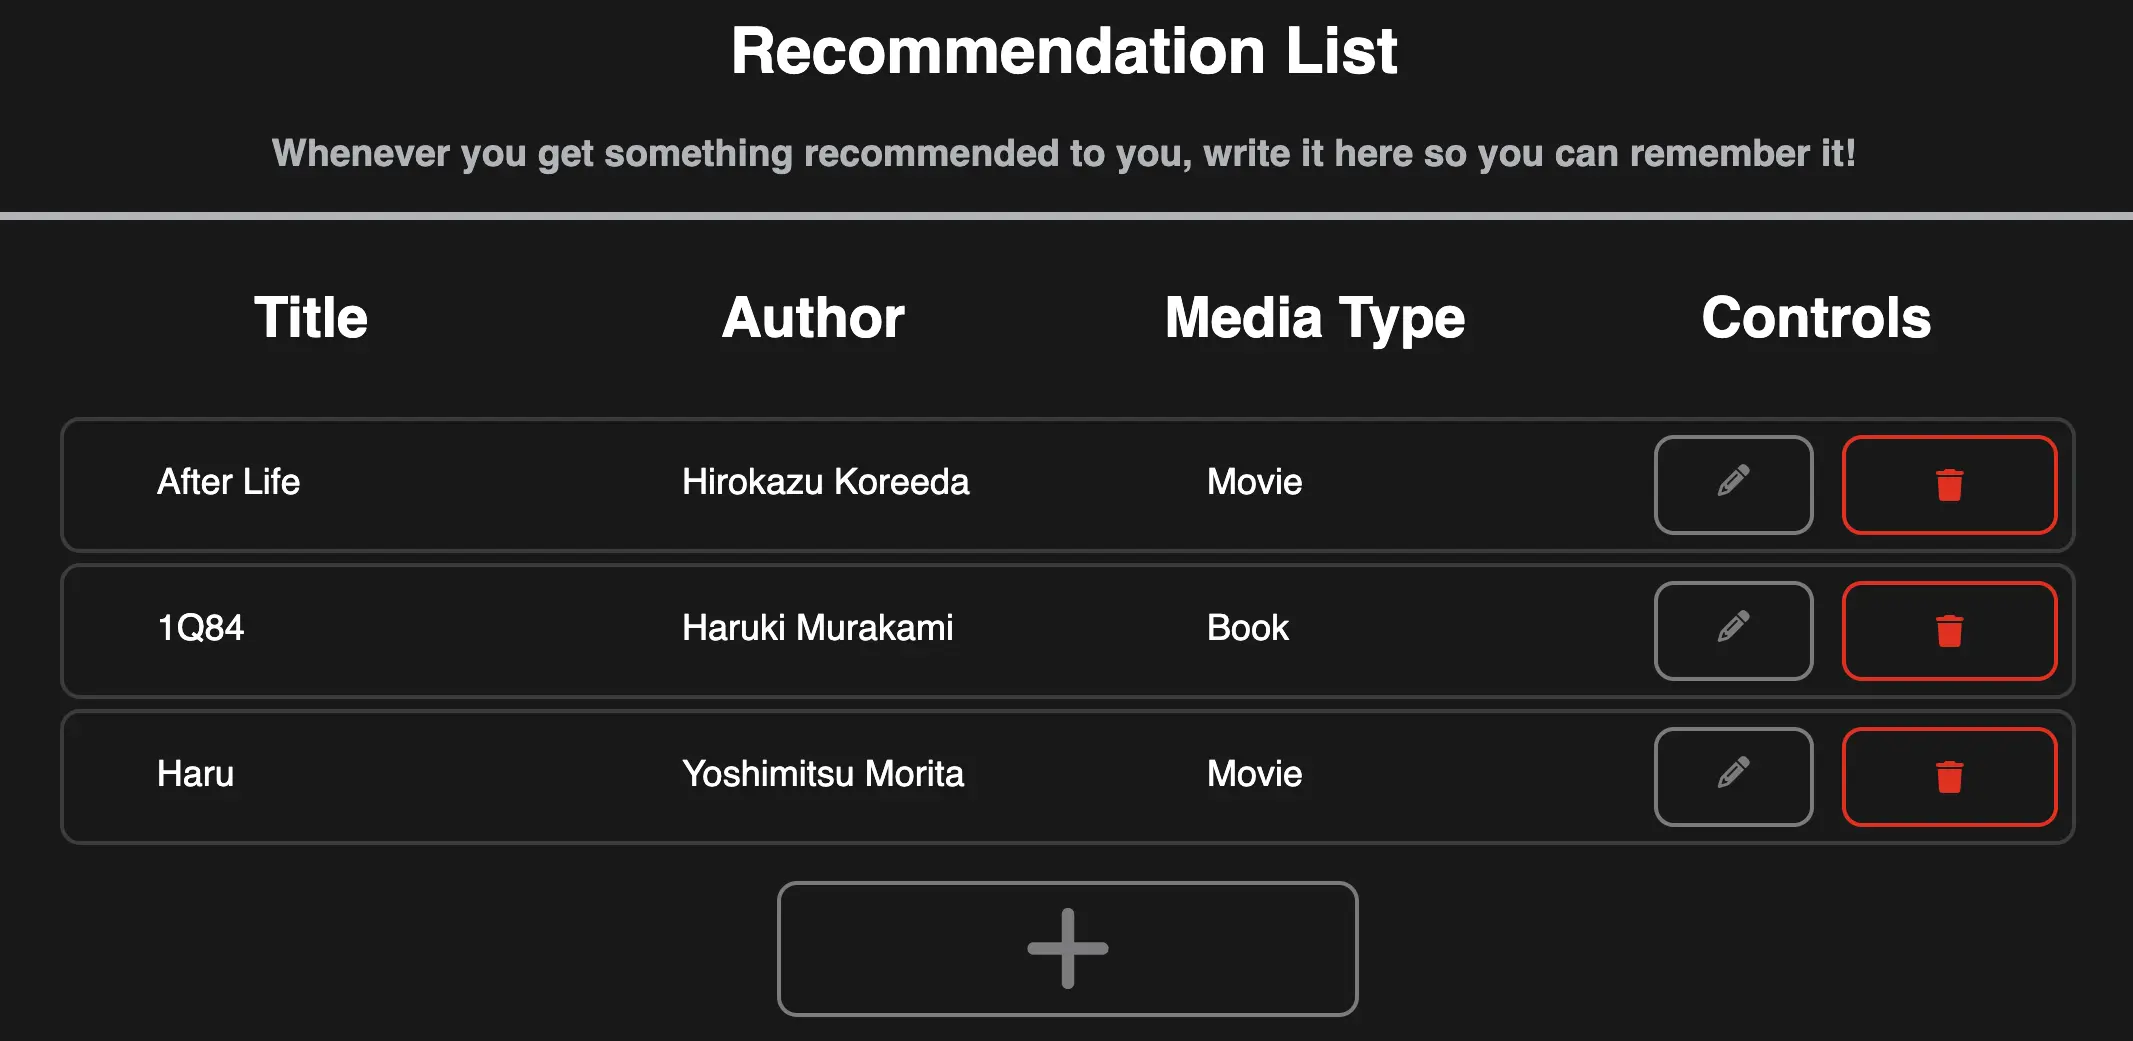 Recommendation List
Whenever you get something recommended to you, write it here so you can remember it!
Title Author Media Type Controls
After Life Hirokazu Koreeda Movie
1Q84 Haruki Murakami Book
Haru Yoshimitsu Morita Movie